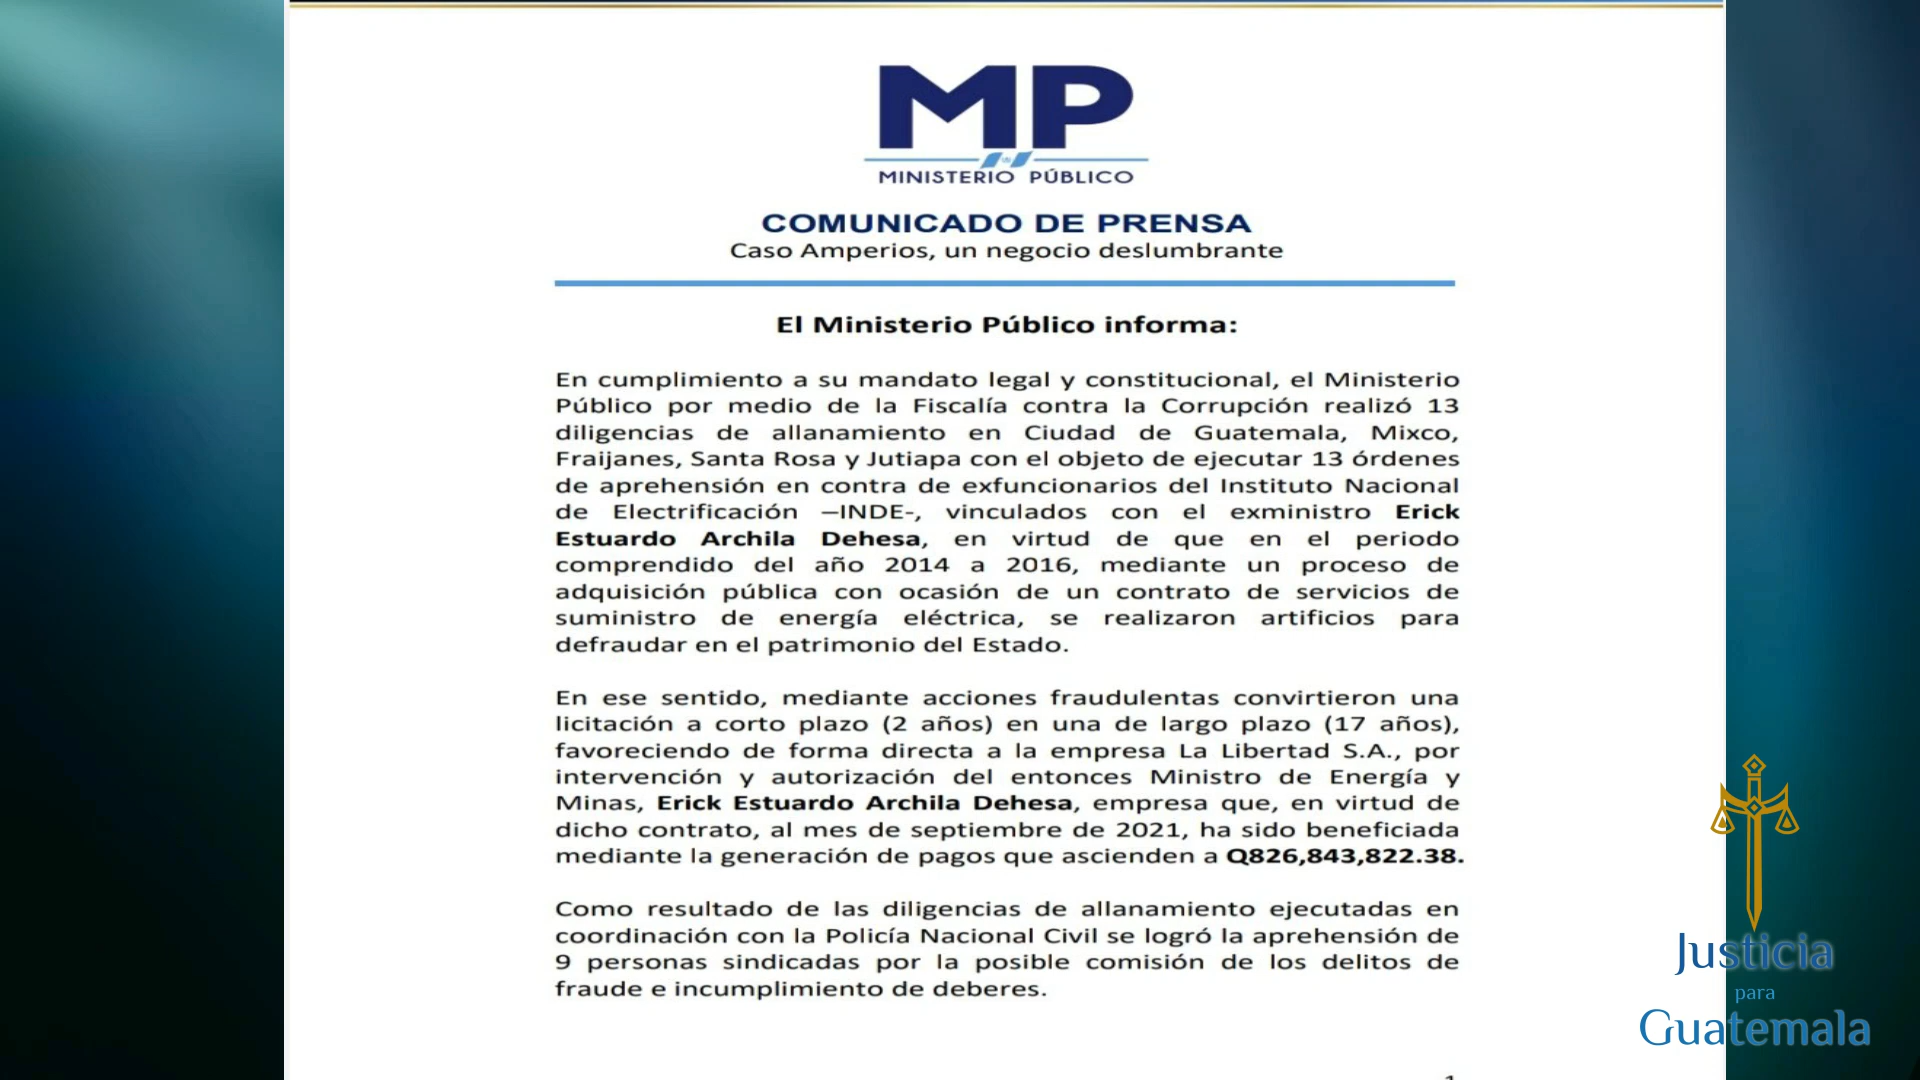 MP
MINISTERIO PÚBLICO
COMUNICADO DE PRENSA
Caso Amperios, un negocio deslumbrante
El Ministerio Público informa:
En cumplimiento a su mandato legal y constitucional, el Ministerio
Público por medio de la Fiscalía contra la Corrupción realizó 13
diligencias de allanamiento en Ciudad de Guatemala, Mixco,
Fraijanes, Santa Rosa y Jutiapa con el objeto de ejecutar 13 órdenes
de aprehensión en contra de exfuncionarios del Instituto Nacional
de Electrificación –INDE-, vinculados con el exministro Erick
Estuardo Archila Dehesa, en virtud de que en el periodo
comprendido del año 2014 a 2016, mediante un proceso de
adquisición pública con ocasión de un contrato de servicios de
suministro de energía eléctrica, se realizaron artificios para
defraudar en el patrimonio del Estado.
En ese sentido, mediante acciones fraudulentas convirtieron una
licitación a corto plazo (2 años) en una de largo plazo (17 años),
favoreciendo de forma directa a la empresa La Libertad S.A., por
intervención y autorización del entonces Ministro de Energía y
Minas, Erick Estuardo Archila Dehesa, empresa que, en virtud de
dicho contrato, al mes de septiembre de 2021, ha sido beneficiada
mediante la generación de pagos que ascienden a Q826,843,822.38.
Como resultado de las diligencias de allanamiento ejecutadas en
coordinación con la Policía Nacional Civil se logró la aprehensión de
9 personas sindicadas por la posible comisión de los delitos de
fraude e incumplimiento de deberes.
Justicia
para
Guatemala